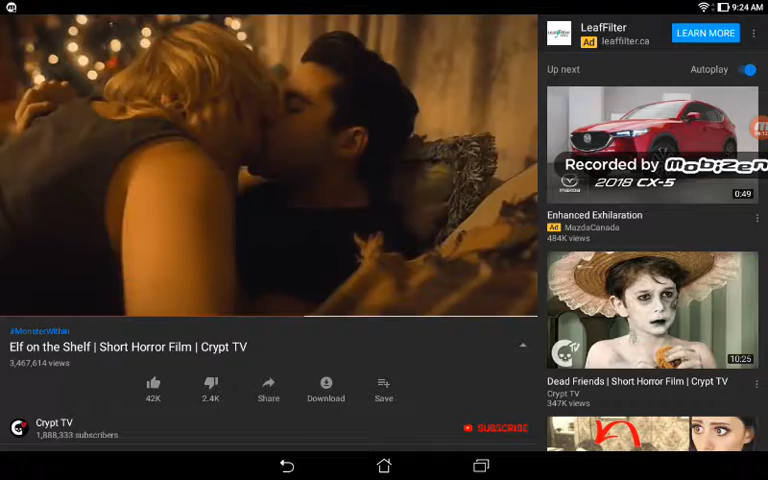 9:24 AM
LeafFilter
Ad leaffilter.ca
LEARN MORE
Up next
Autoplay
Recorded by mobizen
mazda
2018 CX-5
0:49
Enhanced Exhilaration
Ad MazdaCanada
484K views
TV
10:25
Dead Friends | Short Horror Film | Crypt TV
Crypt TV
347K views
#MonsterWithin
Elf on the Shelf | Short Horror Film | Crypt TV
3,467,614 views
42K
2.4K
Share
Download
Save
Crypt TV
1,888,333 subscribers
SUBSCRIBE